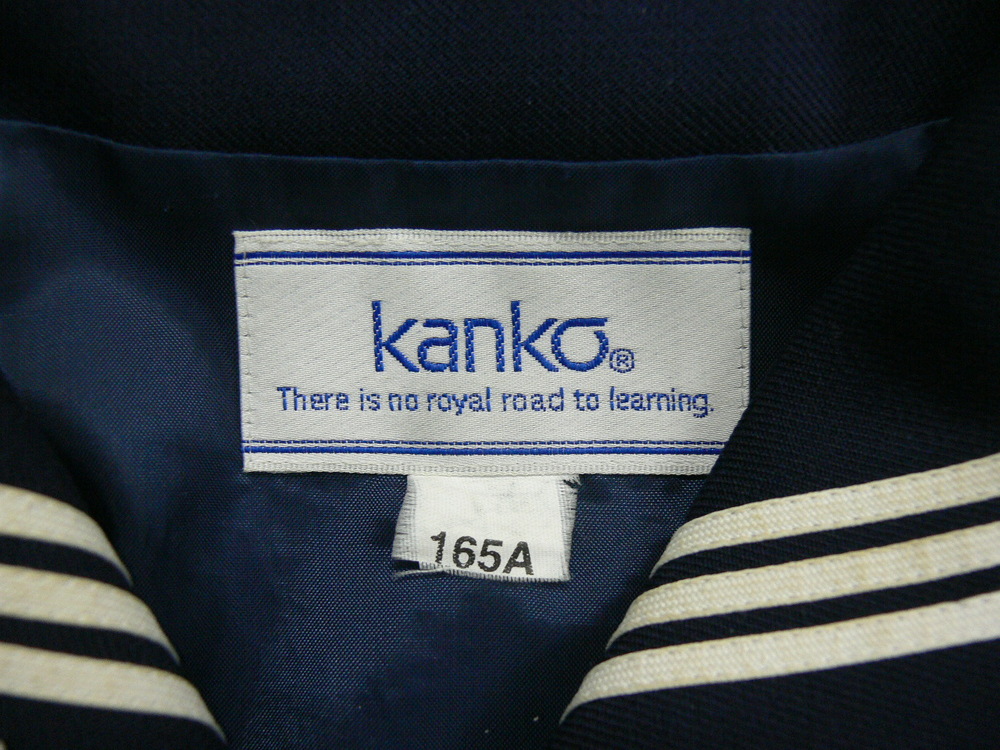 kanko®
There is no royal road to learning.
165A